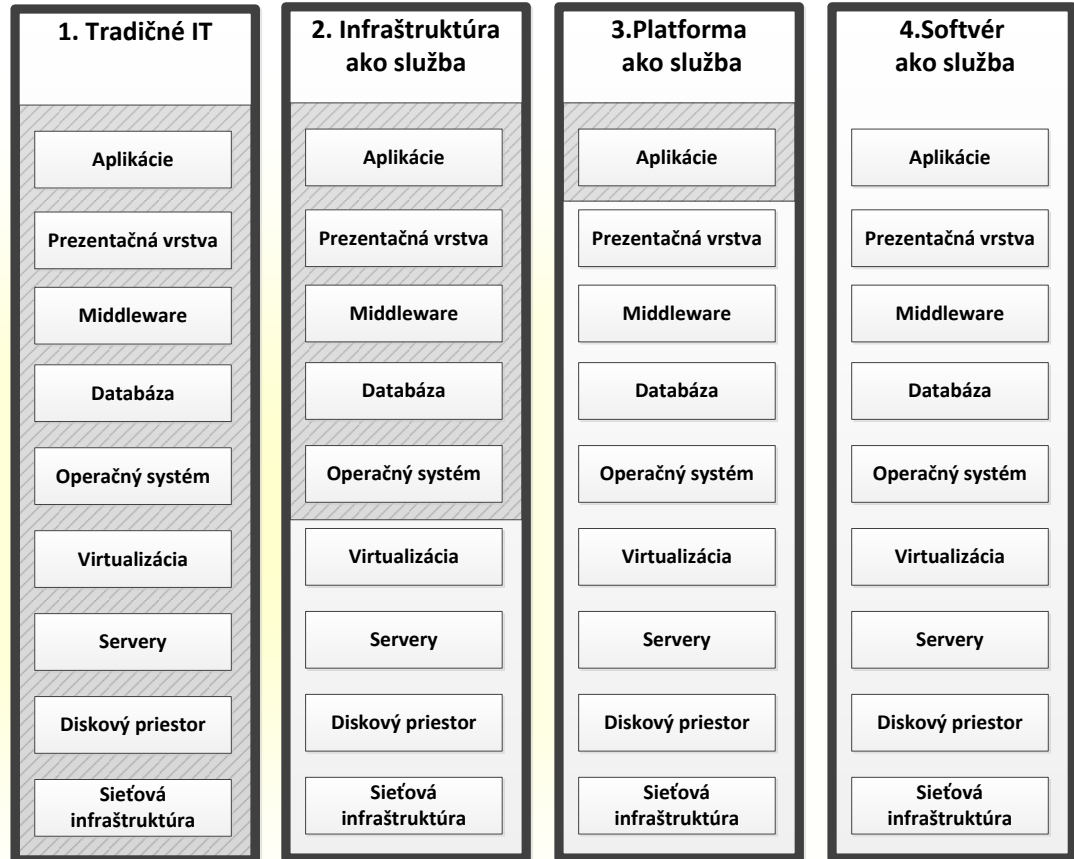 1. Tradičné IT
Aplikácie
Prezentačná vrstva
Middleware
Databáza
Operačný systém
Virtualizácia
Servery
Diskový priestor
Sieťová
infraštruktúra
2. Infraštruktúra
ako služba
Aplikácie
Prezentačná vrstva
Middleware
Databáza
Operačný systém
Virtualizácia
Servery
Diskový priestor
Sieťová
infraštruktúra
3.Platforma
ako služba
Aplikácie
Prezentačná vrstva
Middleware
Databáza
Operačný systém
Virtualizácia
Servery
Diskový priestor
Sieťová
infraštruktúra
4.Softvér
ako služba
Aplikácie
Prezentačná vrstva
Middleware
Databáza
Operačný systém
Virtualizácia
Servery
Diskový priestor
Sieťová
infraštruktúra